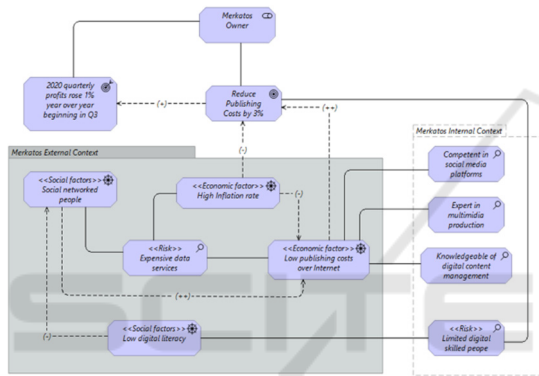 Merkatos
Owner
2020 quarterly
profits rose 1%
year over year
beginning in Q3
(+)
Reduce
Publishing
Costs by 3%
(++)
(-)
Merkatos Internal Context
Merkatos External Context
Competent in
social media
platforms
<<Social factors>>
Social networked
people
<<Economic factor>>
High Inflation rate
(-)
Expert in
multimidia
production
<<Risk>>
Expensive data
services
<<Economic factor>>
Low publishing costs
over Internet
Knowledgeable of
digital content
management
(++)
(-)
<<Social factors>>
Low digital literacy
<<Risk>>
Limited digital
skilled peope
SCITE